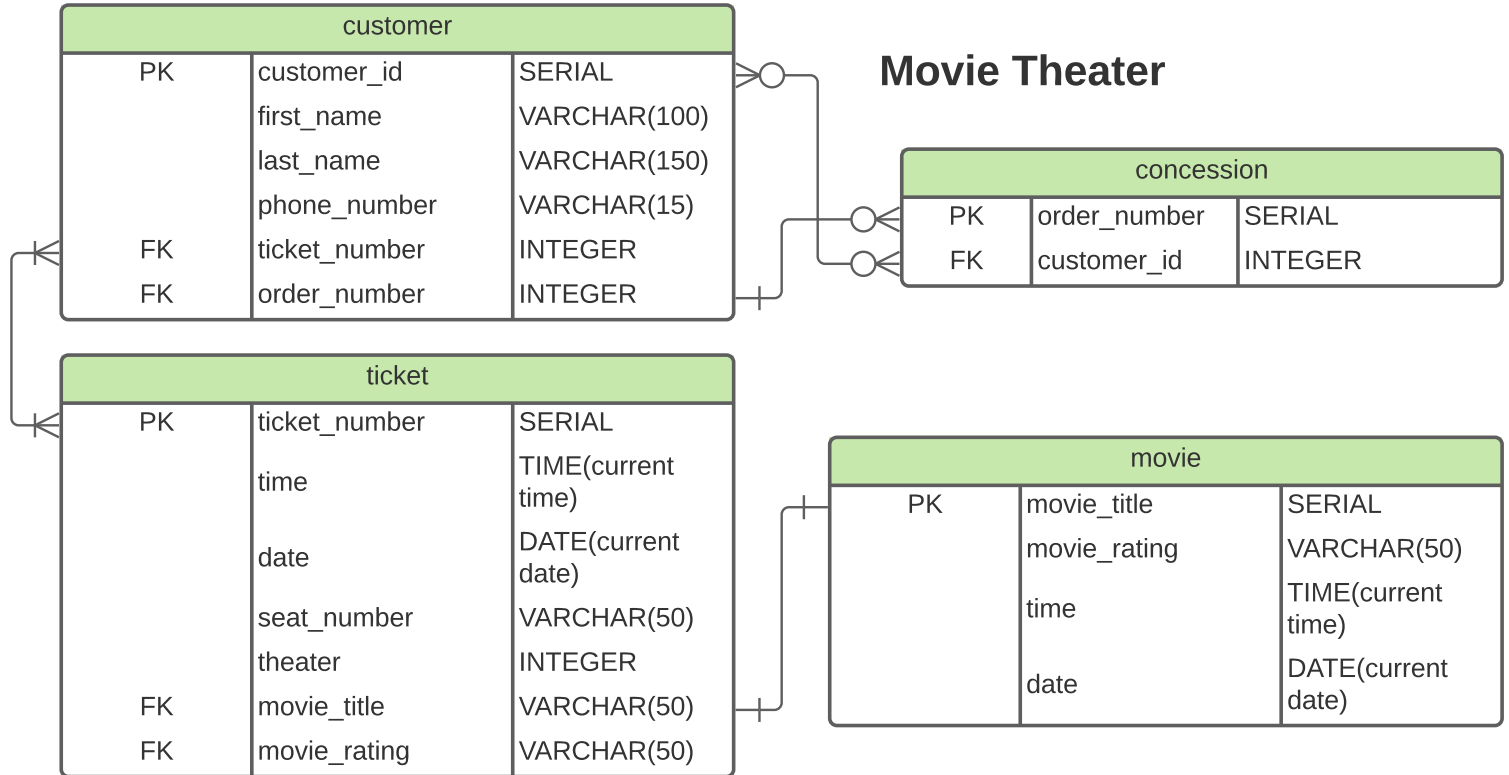 customer
PK customer_id SERIAL
first_name VARCHAR(100)
last_name VARCHAR(150)
phone_number VARCHAR(15)
FK ticket_number INTEGER
FK order_number INTEGER
Movie Theater
concession
PK order_number SERIAL
FK customer_id INTEGER
ticket
PK ticket_number SERIAL
time TIME(current
time)
date DATE(current
date)
seat_number VARCHAR(50)
theater INTEGER
FK movie_title VARCHAR(50)
FK movie_rating VARCHAR(50)
movie
PK movie_title SERIAL
movie_rating VARCHAR(50)
time TIME(current
time)
date DATE(current
date)